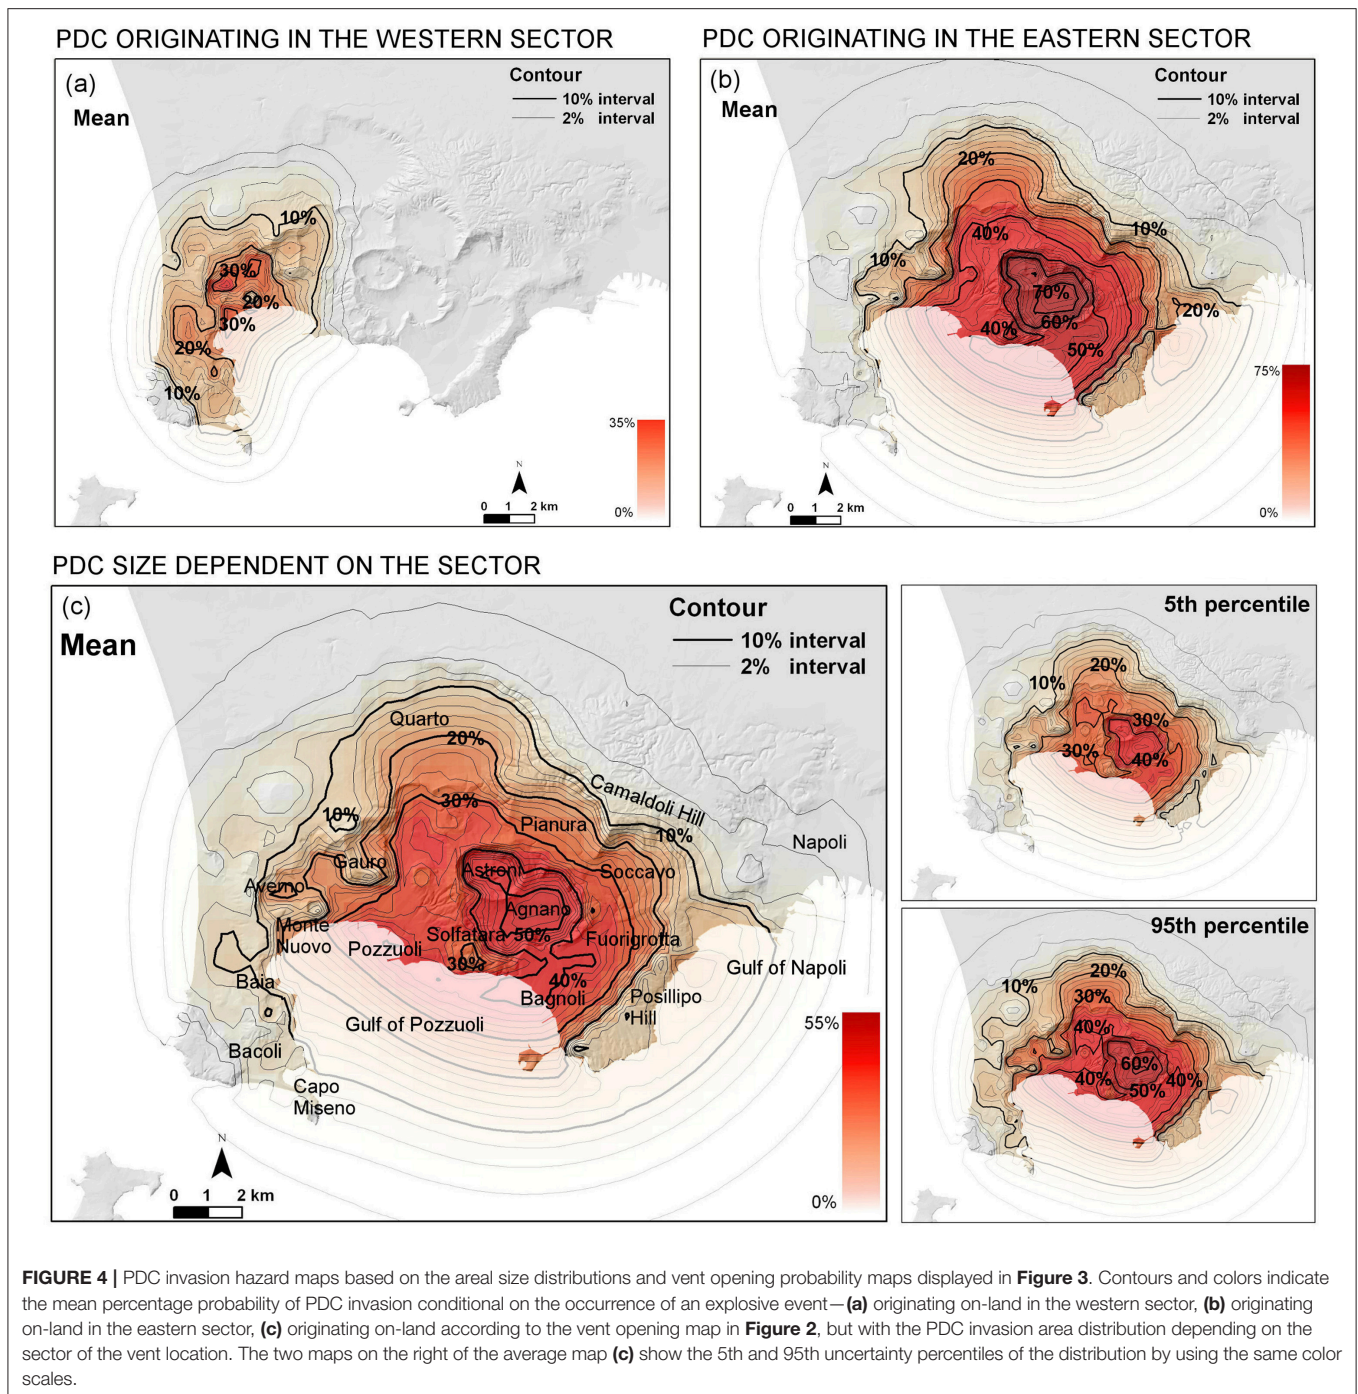 PDC ORIGINATING IN THE WESTERN SECTOR
(a)
Mean
Contour
10% interval
2% interval
10%
30%
20%
30%
20%
10%
35%
0%
N
0 1 2 km
PDC ORIGINATING IN THE EASTERN SECTOR
(b)
Mean
Contour
10% interval
2% interval
20%
40%
10%
10%
70%
20%
60%
40%
50%
75%
0%
N
0 1 2 km
PDC SIZE DEPENDENT ON THE SECTOR
(c)
Mean
Contour
10% interval
2% interval
Quarto
20%
Camaldoli Hill
30%
10%
Pianura
10%
Napoli
Gauro
Astroni
Soccavo
Averno
Agnano
Monte
Nuovo
Pozzuoli
Solfatara
50%
Fuorigrotta
30%
Gulf of Napoli
Baia
40%
Bagnoli
Posillipo
Hill
Gulf of Pozzuoli
Bacoli
Capo
Miseno
55%
0%
N
0 1 2 km
5th percentile
20%
10%
30%
30%
40%
95th percentile
20%
10%
30%
40%
60%
40%
40%
50%
FIGURE 4 | PDC invasion hazard maps based on the areal size distributions and vent opening probability maps displayed in Figure 3. Contours and colors indicate
the mean percentage probability of PDC invasion conditional on the occurrence of an explosive event—(a) originating on-land in the western sector, (b) originating
on-land in the eastern sector, (c) originating on-land according to the vent opening map in Figure 2, but with the PDC invasion area distribution depending on the
sector of the vent location. The two maps on the right of the average map (c) show the 5th and 95th uncertainty percentiles of the distribution by using the same color
scales.